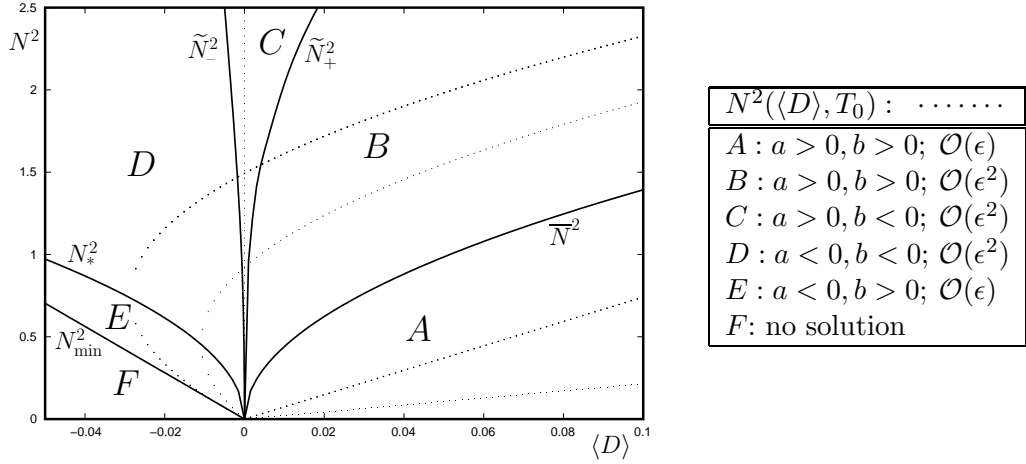 2.5
N²
Ñ²₋
C
Ñ²₊
2
D
B
1.5
N²∗
N̅²
1
E
A
0.5
N²min
F
0
−0.04
−0.02
0
0.02
0.04
0.06
0.08
0.1
⟨D⟩
N²(⟨D⟩, T₀) : ·······
A : a > 0, b > 0; 𝒪(ϵ)
B : a > 0, b > 0; 𝒪(ϵ²)
C : a > 0, b < 0; 𝒪(ϵ²)
D : a < 0, b < 0; 𝒪(ϵ²)
E : a < 0, b > 0; 𝒪(ϵ)
F: no solution